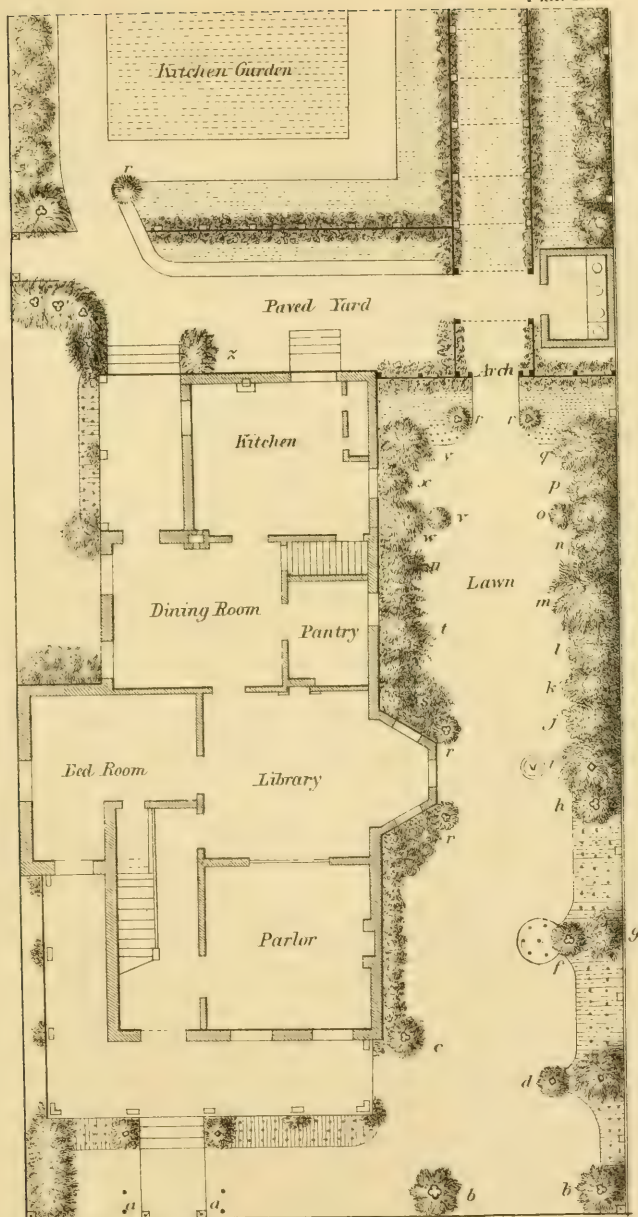 Kitchen Garden
r
Paved Yard
z
Arch
r r
Kitchen
v q
x p
v o
w n
u
Lawn
m
Dining Room
Pantry
t l
k
s
j
r
Bed Room
Library
i
h
r
Parlor
g
f
c
d
b b
a a